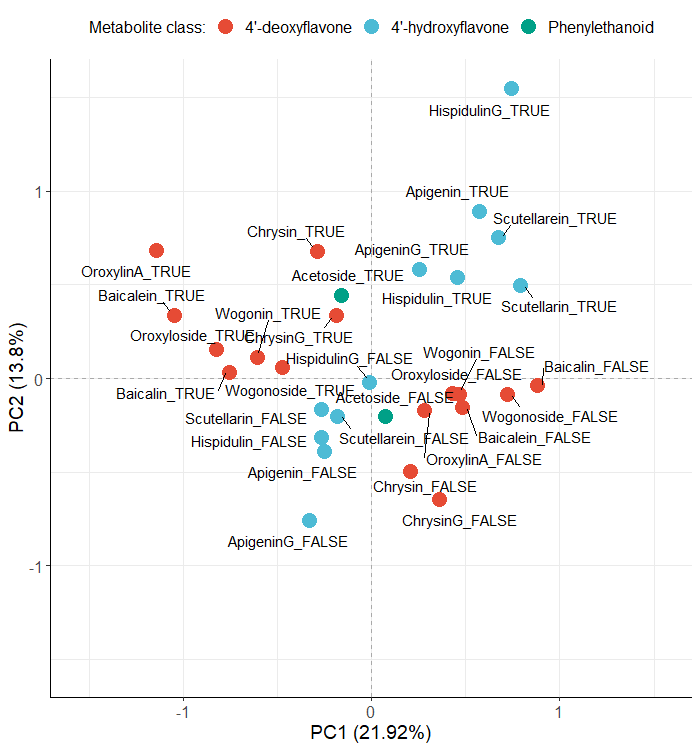 Metabolite class: 4'-deoxyflavone 4'-hydroxyflavone Phenylethanoid
HispidulinG_TRUE
1
Apigenin_TRUE
Scutellarein_TRUE
Chrysin_TRUE
ApigeninG_TRUE
OroxylinA_TRUE
Acetoside_TRUE
Baicalein_TRUE
Hispidulin_TRUE
Scutellarin_TRUE
Wogonin_TRUE
Oroxyloside_TRUE
ChrysinG_TRUE
HispidulinG_FALSE
Wogonin_FALSE
Baicalin_FALSE
Oroxyloside_FALSE
0
Baicalin_TRUE
Wogonoside_TRUE
Acetoside_FALSE
Wogonoside_FALSE
Scutellarin_FALSE
Scutellarein_FALSE
Baicalein_FALSE
Hispidulin_FALSE
OroxylinA_FALSE
Apigenin_FALSE
Chrysin_FALSE
ChrysinG_FALSE
ApigeninG_FALSE
-1
PC2 (13.8%)
-1 0 1
PC1 (21.92%)